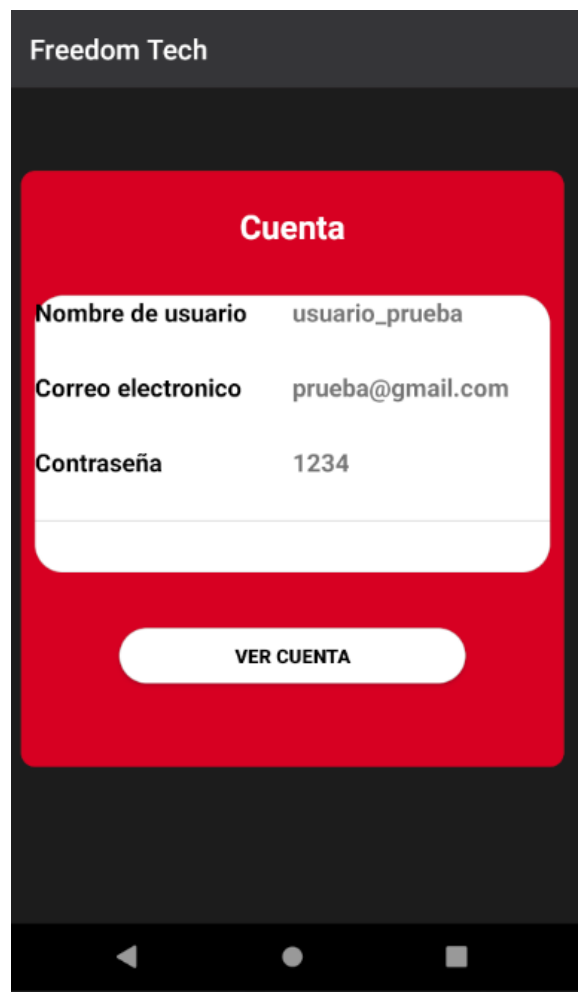 Freedom Tech
Cuenta
Nombre de usuario usuario_prueba
Correo electronico prueba@gmail.com
Contraseña 1234
VER CUENTA